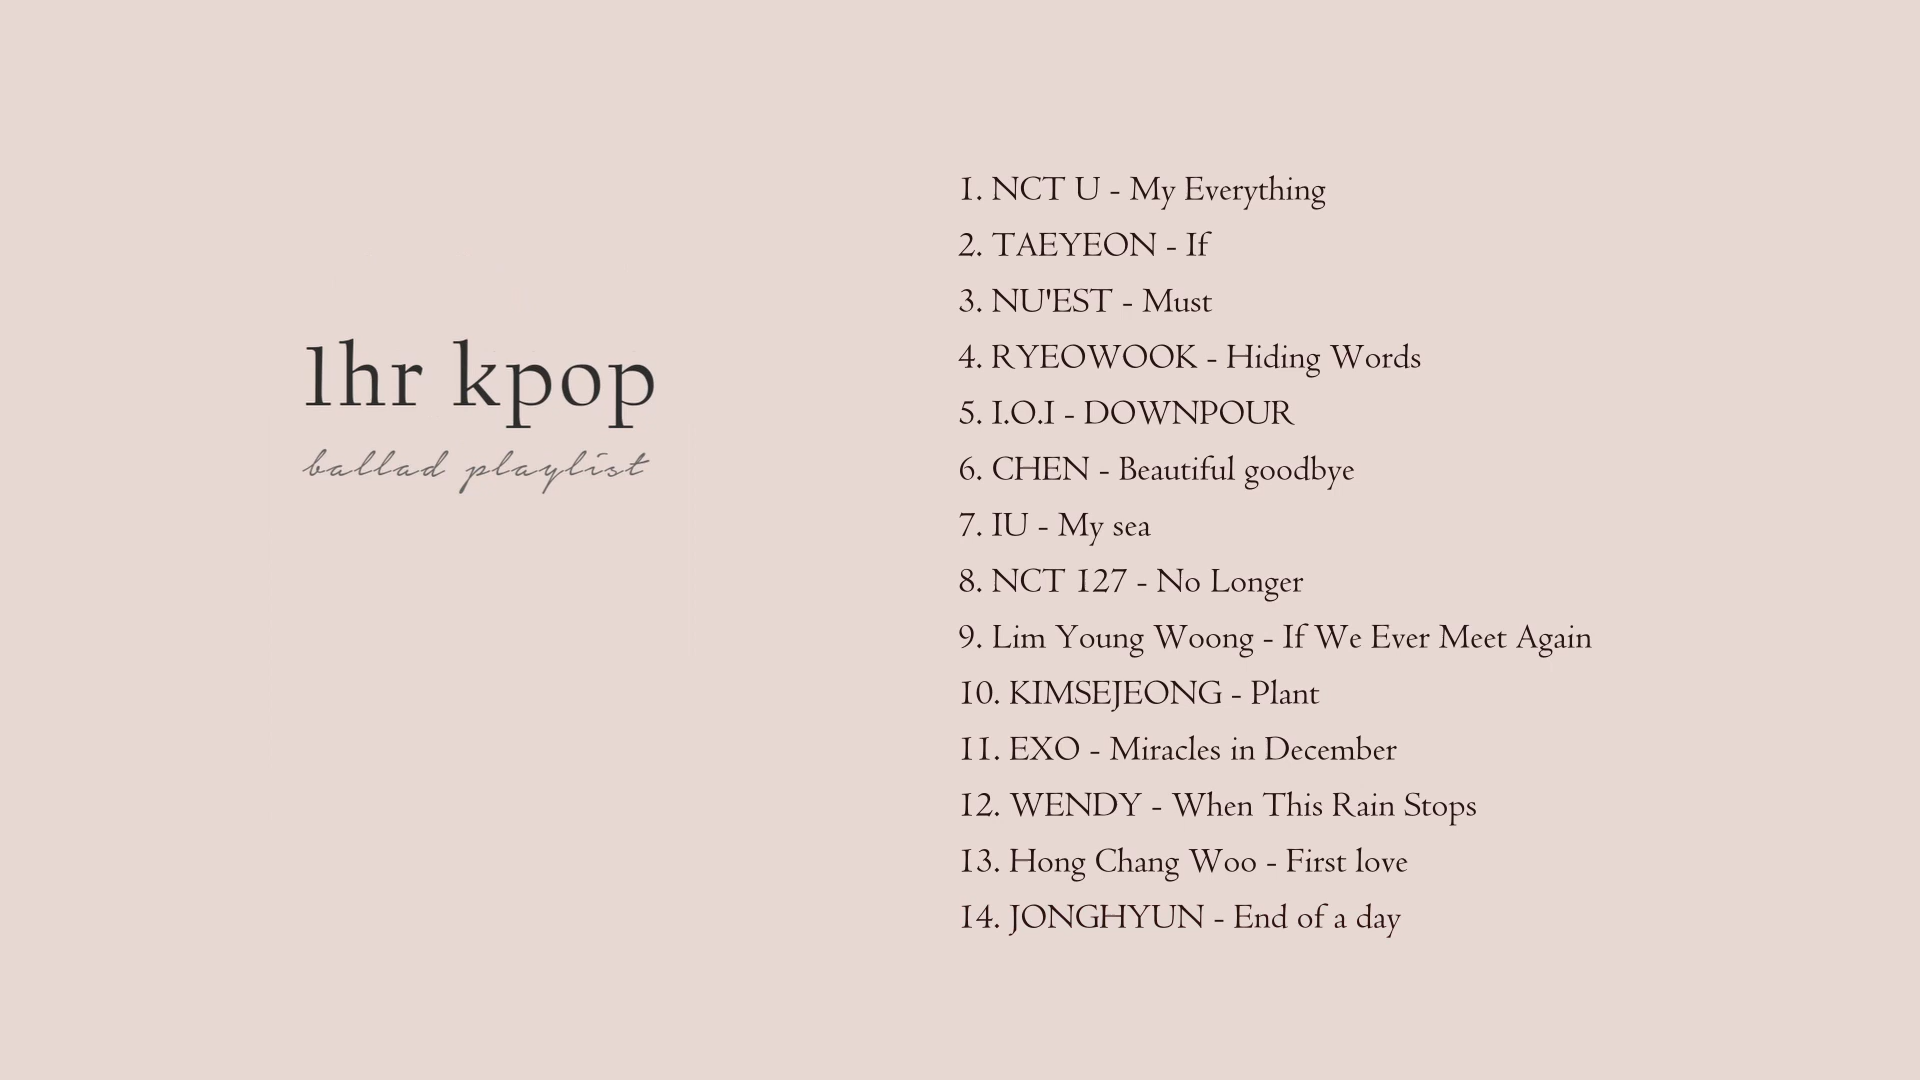 1hr kpop
ballad playlist
1. NCT U - My Everything
2. TAEYEON - If
3. NU'EST - Must
4. RYEOWOOK - Hiding Words
5. I.O.I - DOWNPOUR
6. CHEN - Beautiful goodbye
7. IU - My sea
8. NCT 127 - No Longer
9. Lim Young Woong - If We Ever Meet Again
10. KIMSEJEONG - Plant
11. EXO - Miracles in December
12. WENDY - When This Rain Stops
13. Hong Chang Woo - First love
14. JONGHYUN - End of a day